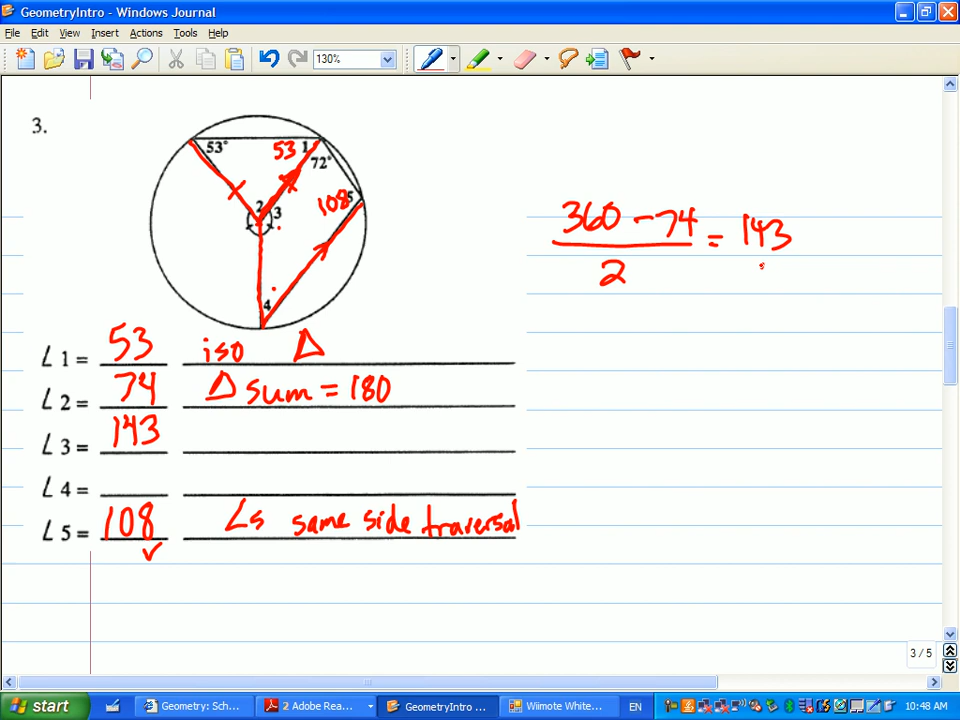 GeometryIntro - Windows Journal
File Edit View Insert Actions Tools Help
130%
3.
53° 53 1
72°
2 3
108 5
4
360 - 74 = 143
2
∠1 = 53 iso Δ
∠2 = 74 Δ sum = 180
∠3 = 143
∠4 =
∠5 = 108 ∠s same side traversal
3 / 5
start
Geometry: Sch...
2 Adobe Rea...
GeometryIntro ...
Wiimote White...
EN
10:48 AM